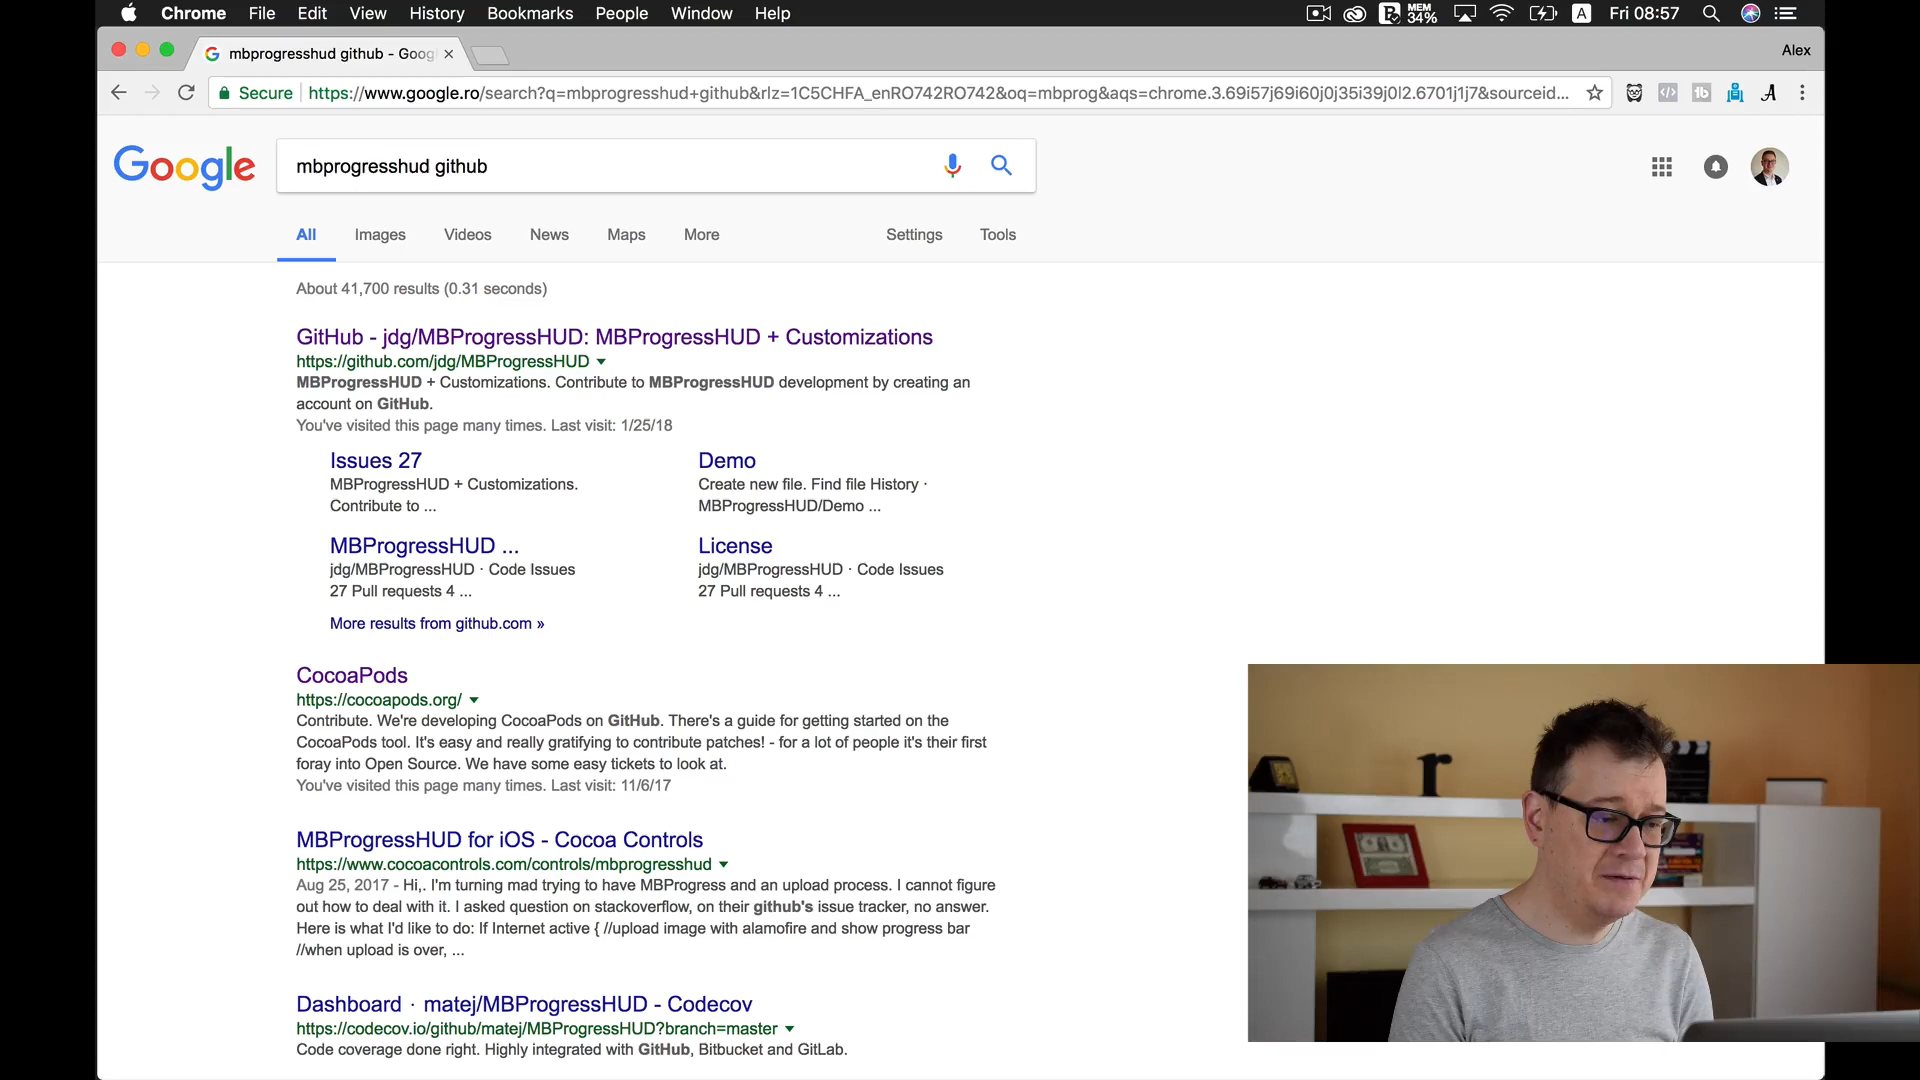 Chrome File Edit View History Bookmarks People Window Help MEM 34% A Fri 08:57
mbprogresshud github - Goog
Alex
Secure https://www.google.ro/search?q=mbprogresshud+github&rlz=1C5CHFA_enRO742RO742&oq=mbprog&aqs=chrome.3.69i57j69i60j0j35i39j0l2.6701j1j7&sourceid...
Google
mbprogresshud github
All Images Videos News Maps More Settings Tools
About 41,700 results (0.31 seconds)
GitHub - jdg/MBProgressHUD: MBProgressHUD + Customizations
https://github.com/jdg/MBProgressHUD
MBProgressHUD + Customizations. Contribute to MBProgressHUD development by creating an
account on GitHub.
You've visited this page many times. Last visit: 1/25/18
Issues 27
MBProgressHUD + Customizations.
Contribute to ...
Demo
Create new file. Find file History ·
MBProgressHUD/Demo ...
MBProgressHUD ...
jdg/MBProgressHUD · Code Issues
27 Pull requests 4 ...
License
jdg/MBProgressHUD · Code Issues
27 Pull requests 4 ...
More results from github.com »
CocoaPods
https://cocoapods.org/
Contribute. We're developing CocoaPods on GitHub. There's a guide for getting started on the
CocoaPods tool. It's easy and really gratifying to contribute patches! - for a lot of people it's their first
foray into Open Source. We have some easy tickets to look at.
You've visited this page many times. Last visit: 11/6/17
MBProgressHUD for iOS - Cocoa Controls
https://www.cocoacontrols.com/controls/mbprogresshud
Aug 25, 2017 - Hi,. I'm turning mad trying to have MBProgress and an upload process. I cannot figure
out how to deal with it. I asked question on stackoverflow, on their github's issue tracker, no answer.
Here is what I'd like to do: If Internet active { //upload image with alamofire and show progress bar
//when upload is over, ...
Dashboard · matej/MBProgressHUD - Codecov
https://codecov.io/github/matej/MBProgressHUD?branch=master
Code coverage done right. Highly integrated with GitHub, Bitbucket and GitLab.